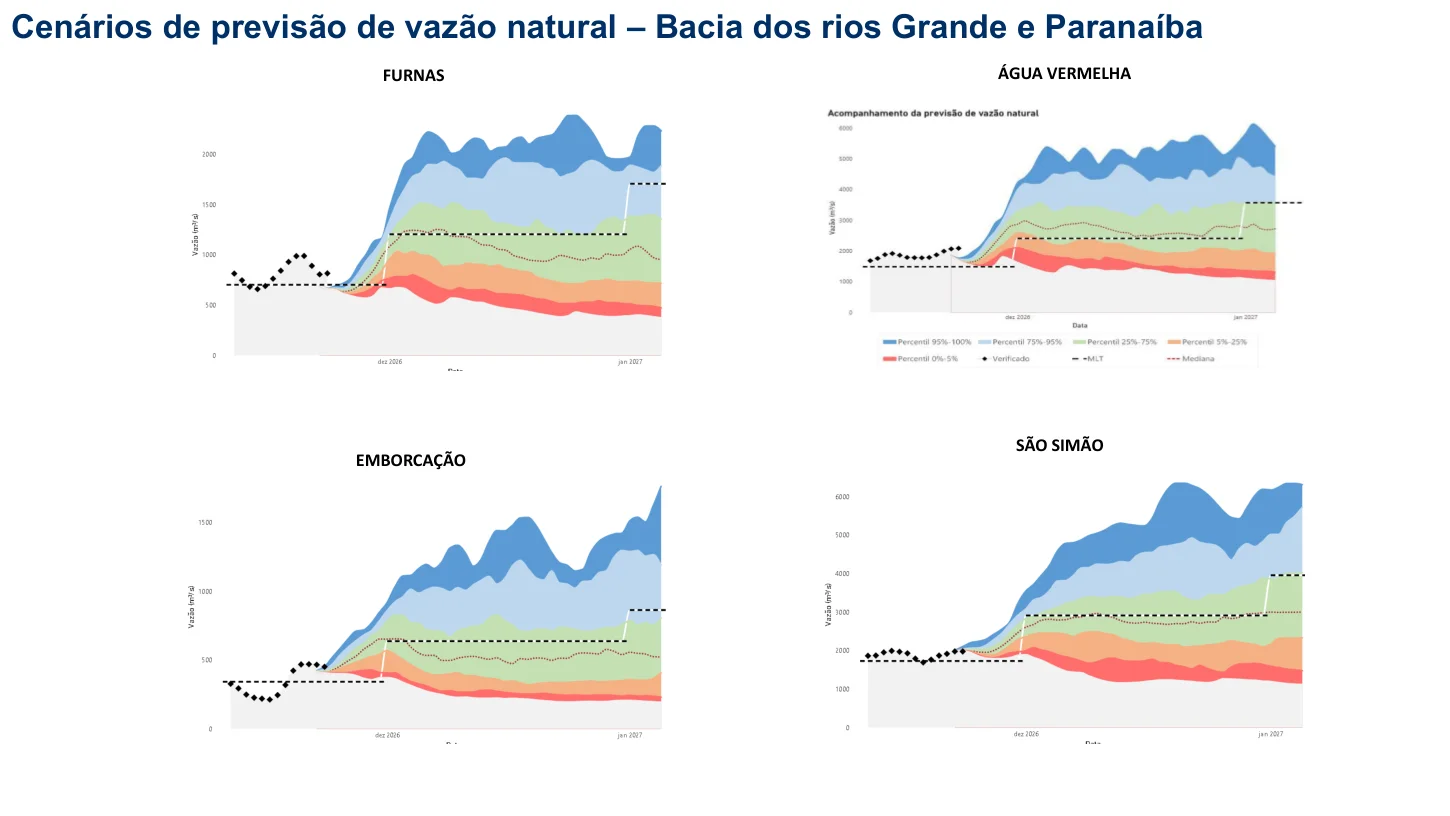 Cenários de previsão de vazão natural – Bacia dos rios Grande e Paranaíba
FURNAS
2000
1500
1000
500
0
Vazão (m³/s)
dez 2026
jan 2027
Data
ÁGUA VERMELHA
Acompanhamento da previsão de vazão natural
6000
5000
4000
3000
2000
1000
0
Vazão (m³/s)
dez 2026
jan 2027
Data
Percentil 95%-100%
Percentil 75%-95%
Percentil 25%-75%
Percentil 5%-25%
Percentil 0%-5%
Verificado
MLT
Mediana
EMBORCAÇÃO
1500
1000
500
0
Vazão (m³/s)
dez 2026
jan 2027
SÃO SIMÃO
6000
5000
4000
3000
2000
1000
0
Vazão (m³/s)
dez 2026
jan 2027
Data